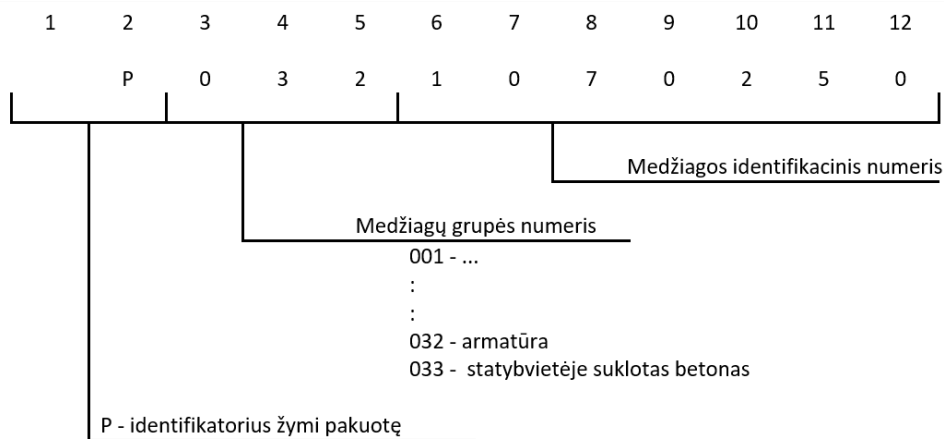 1 2 3 4 5 6 7 8 9 10 11 12
P 0 3 2 1 0 7 0 2 5 0
Medžiagos identifikacinis numeris
Medžiagų grupės numeris
001 - ...
:
:
032 - armatūra
033 - statybvietėje suklotas betonas
P - identifikatorius žymi pakuotę